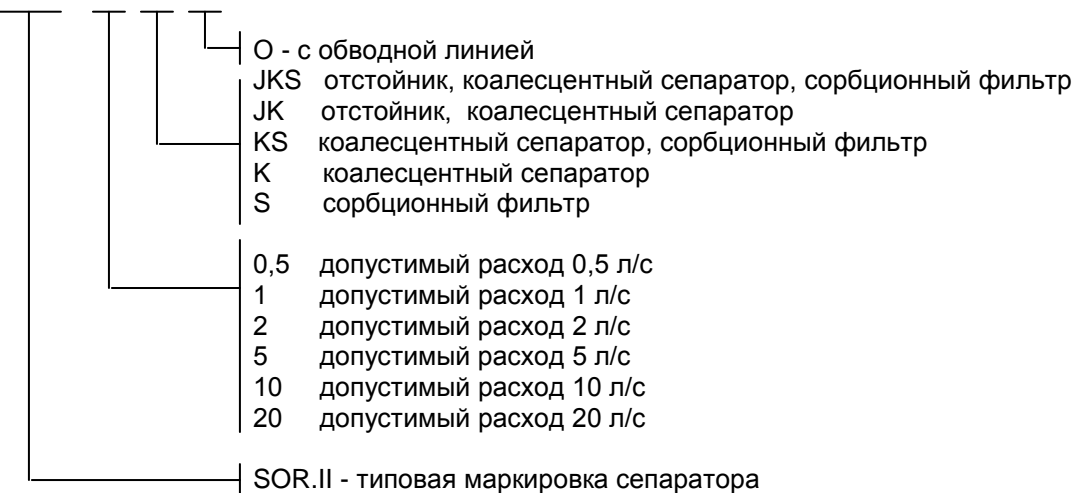 О - с обводной линией
JKS отстойник, коалесцентный сепаратор, сорбционный фильтр
JK отстойник, коалесцентный сепаратор
KS коалесцентный сепаратор, сорбционный фильтр
K коалесцентный сепаратор
S сорбционный фильтр
0,5 допустимый расход 0,5 л/с
1 допустимый расход 1 л/с
2 допустимый расход 2 л/с
5 допустимый расход 5 л/с
10 допустимый расход 10 л/с
20 допустимый расход 20 л/с
SOR.II - типовая маркировка сепаратора